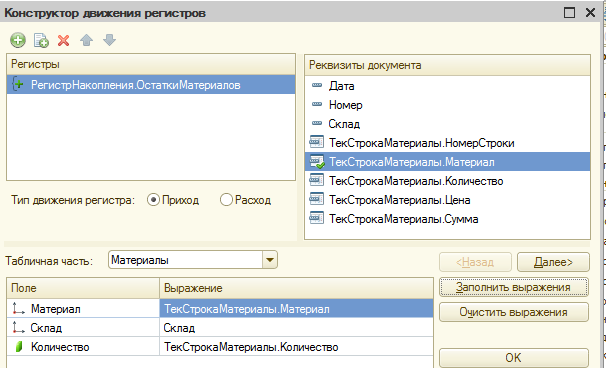 Конструктор движения регистров
Регистры
РегистрНакопления.ОстаткиМатериалов
Тип движения регистра:
Приход
Расход
Реквизиты документа
Дата
Номер
Склад
ТекСтрокаМатериалы.НомерСтроки
ТекСтрокаМатериалы.Материал
ТекСтрокаМатериалы.Количество
ТекСтрокаМатериалы.Цена
ТекСтрокаМатериалы.Сумма
Табличная часть:
Материалы
<Назад
Далее>
Поле
Выражение
Материал
ТекСтрокаМатериалы.Материал
Склад
Склад
Количество
ТекСтрокаМатериалы.Количество
Заполнить выражения
Очистить выражения
OK